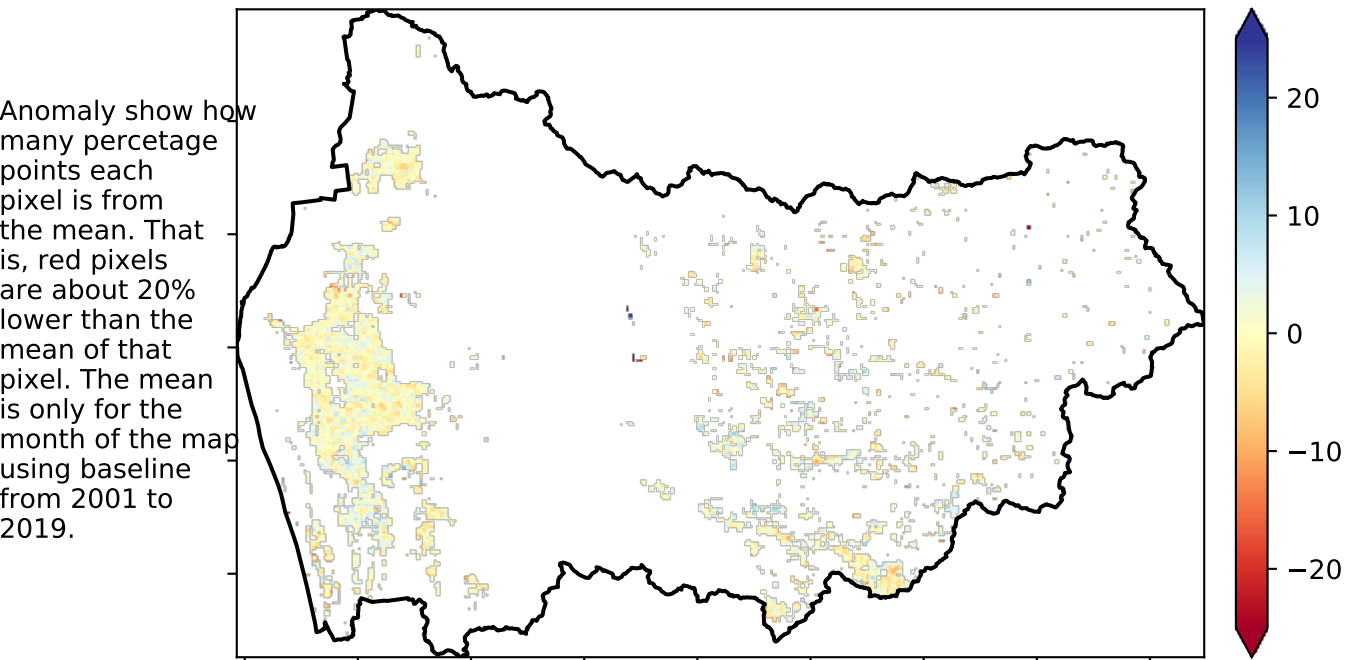 Anomaly show how
many percetage
points each
pixel is from
the mean. That
is, red pixels
are about 20%
lower than the
mean of that
pixel. The mean
is only for the
month of the map
using baseline
from 2001 to
2019.
20
10
0
−10
−20